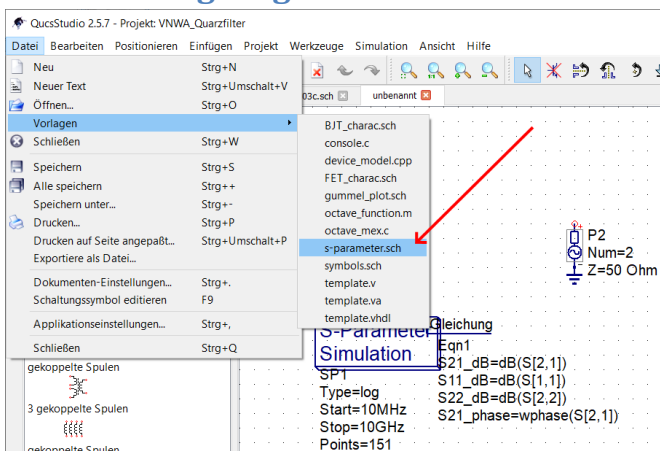 QucsStudio 2.5.7 - Projekt: VNWA_Quarzfilter
Datei Bearbeiten Positionieren Einfügen Projekt Werkzeuge Simulation Ansicht Hilfe
Neu Strg+N
Neuer Text Strg+Umschalt+V
Öffnen... Strg+O
Vorlagen
Schließen Strg+W
Speichern Strg+S
Alle speichern Strg++
Speichern unter... Strg+-
Drucken... Strg+P
Drucken auf Seite angepaßt... Strg+Umschalt+P
Exportiere als Datei...
Dokumenten-Einstellungen... Strg+.
Schaltungssymbol editieren F9
Applikationseinstellungen... Strg+,
Schließen Strg+Q
BJT_charac.sch
console.c
device_model.cpp
FET_charac.sch
gummel_plot.sch
octave_function.m
octave_mex.c
s-parameter.sch
symbols.sch
template.v
template.va
template.vhdl
03c.sch
unbenannt
P2
Num=2
Z=50 Ohm
S-Parameter
Simulation
SP1
Type=log
Start=10MHz
Stop=10GHz
Points=151
Gleichung
Eqn1
S21_dB=dB(S[2,1])
S11_dB=dB(S[1,1])
S22_dB=dB(S[2,2])
S21_phase=wphase(S[2,1])
gekoppelte Spulen
3 gekoppelte Spulen
gekoppelte Spulen